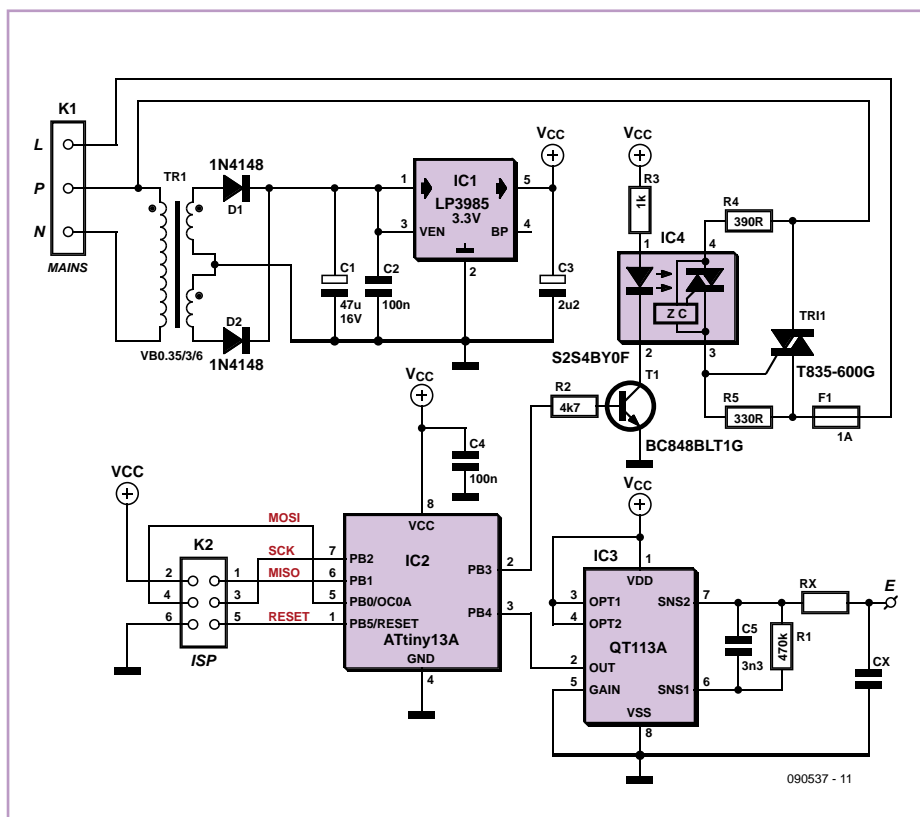 K1
L
P
N
MAINS
TR1
VB0.35/3/6
1N4148
D1
D2
1N4148
1
3
IC1
LP3985
3.3V
VEN
BP
5
4
2
C1
47u
16V
C2
100n
VCC
C3
2u2
VCC
R3
1k
IC4
1
4
Z C
2
3
S2S4BY0F
R4
390R
TRI1
T835-600G
R5
330R
F1
1A
R2
4k7
T1
BC848BLT1G
VCC
C4
100n
VCC
K2
2
4
6
1
3
5
ISP
MOSI
SCK
MISO
RESET
7
6
5
1
8
VCC
IC2
PB2
PB1
PB0/OC0A
PB5/RESET
PB3
PB4
ATtiny13A
GND
4
2
3
VCC
IC3
1
VDD
3
4
2
5
OPT1
OPT2
QT113A
OUT
GAIN
SNS2
SNS1
VSS
8
7
6
C5
3n3
R1
470k
RX
E
CX
090537 - 11